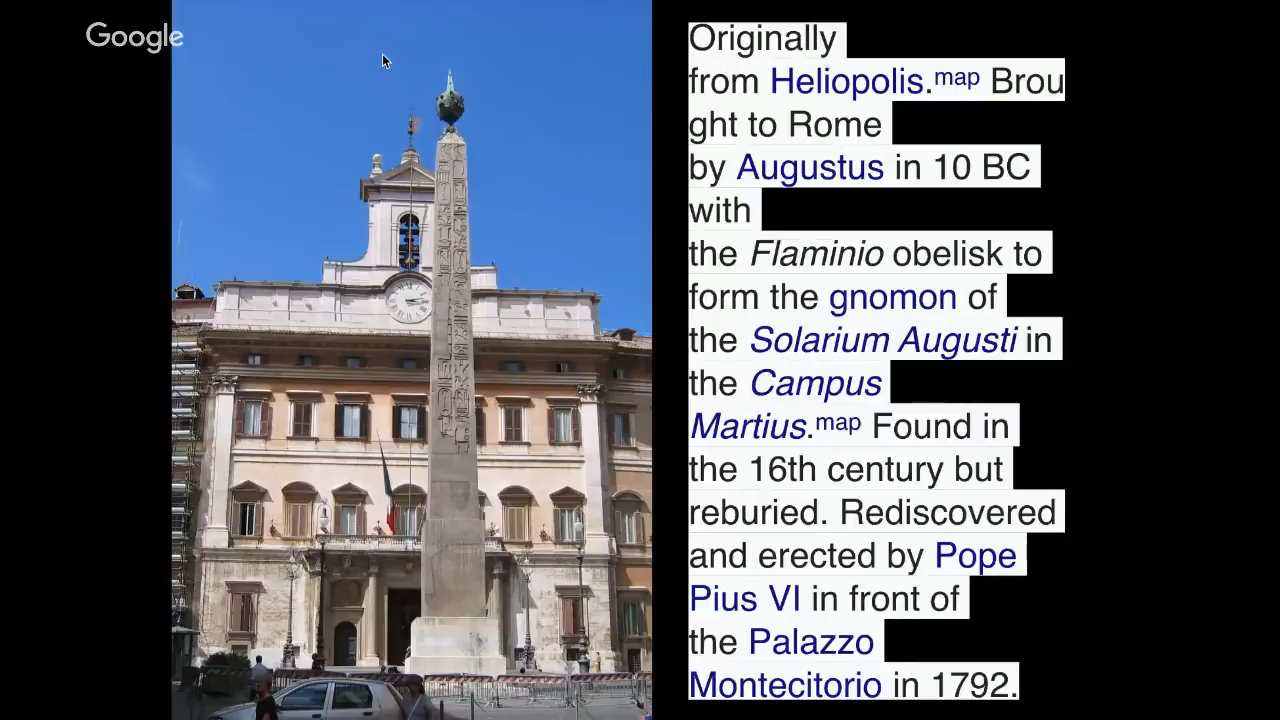 Google
Originally
from Heliopolis.map Brou
ght to Rome
by Augustus in 10 BC
with
the Flaminio obelisk to
form the gnomon of
the Solarium Augusti in
the Campus
Martius.map Found in
the 16th century but
reburied. Rediscovered
and erected by Pope
Pius VI in front of
the Palazzo
Montecitorio in 1792.